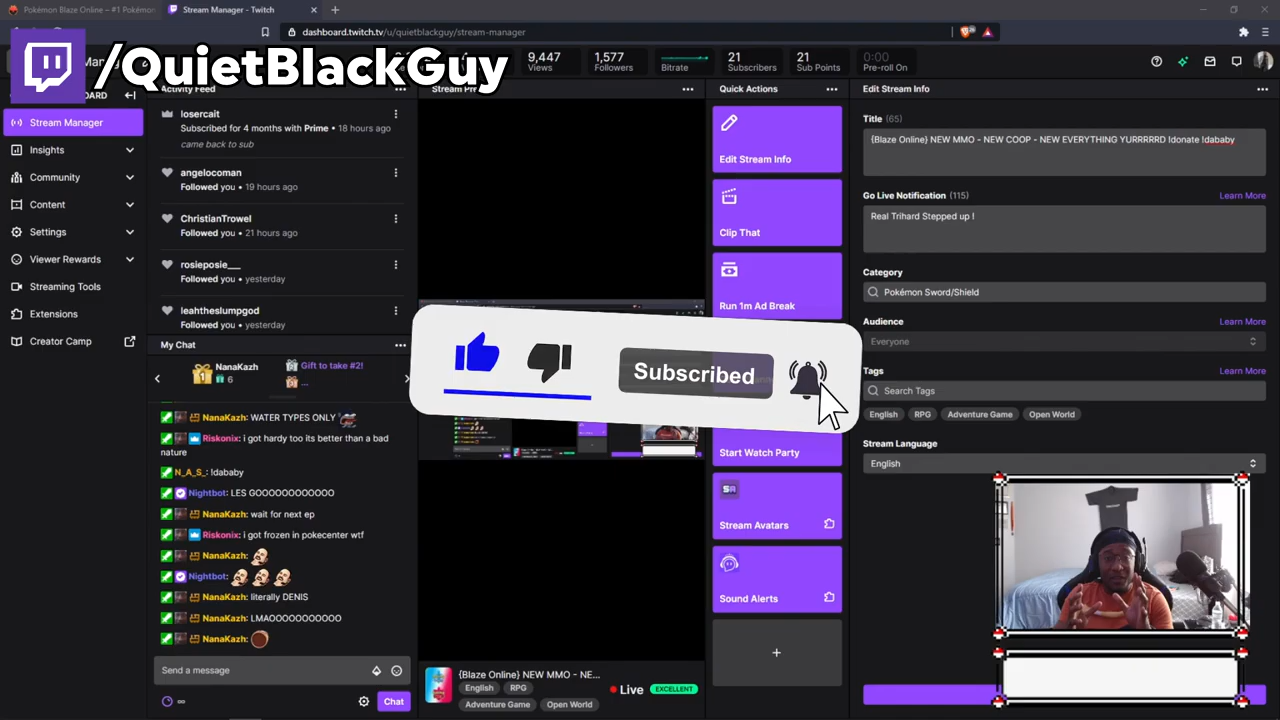 Pokémon Blaze Online – #1 Pokémon
Stream Manager - Twitch
dashboard.twitch.tv/u/quietblackguy/stream-manager
/QuietBlackGuy
9,447
Views
1,577
Followers
Bitrate
21
Subscribers
21
Sub Points
0:00
Pre-roll On
Stream Manager
Insights
Community
Content
Settings
Viewer Rewards
Streaming Tools
Extensions
Creator Camp
Activity Feed
losercait
Subscribed for 4 months with Prime • 18 hours ago
came back to sub
angelocoman
Followed you • 19 hours ago
ChristianTrowel
Followed you • 21 hours ago
rosieposie___
Followed you • yesterday
leahtheslumpgod
Followed you • yesterday
My Chat
NanaKazh
6
Gift to take #2!
...
NanaKazh: WATER TYPES ONLY
Riskonix: i got hardy too its better than a bad
nature
N_A_S_: !dababy
Nightbot: LES GOOOOOOOOOOOO
NanaKazh: wait for next ep
Riskonix: i got frozen in pokecenter wtf
NanaKazh:
Nightbot:
NanaKazh: literally DENIS
NanaKazh: LMAOOOOOOOOOOO
NanaKazh:
Send a message
Chat
Stream Pr
Subscribed
{Blaze Online} NEW MMO - NE...
English
RPG
Adventure Game
Open World
Live
EXCELLENT
Quick Actions
Edit Stream Info
Clip That
Run 1m Ad Break
Start Watch Party
SA
Stream Avatars
Sound Alerts
+
Edit Stream Info
Title (65)
{Blaze Online} NEW MMO - NEW COOP - NEW EVERYTHING YURRRRRD !donate !dababy
Go Live Notification (115)
Learn More
Real Trihard Stepped up !
Category
Pokémon Sword/Shield
Audience
Learn More
Everyone
Tags
Learn More
Search Tags
English
RPG
Adventure Game
Open World
Stream Language
English